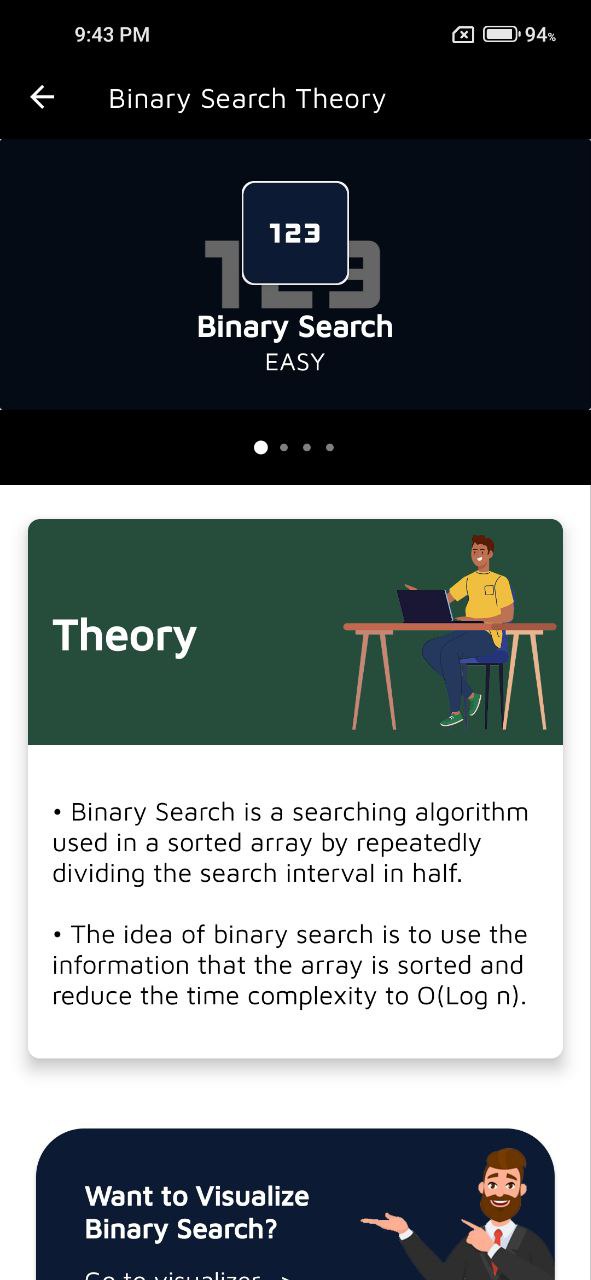 9:43 PM
94%
Binary Search Theory
123
123
Binary Search
EASY
Theory
• Binary Search is a searching algorithm
used in a sorted array by repeatedly
dividing the search interval in half.
• The idea of binary search is to use the
information that the array is sorted and
reduce the time complexity to O(Log n).
Want to Visualize
Binary Search?
Go to visualizer ->